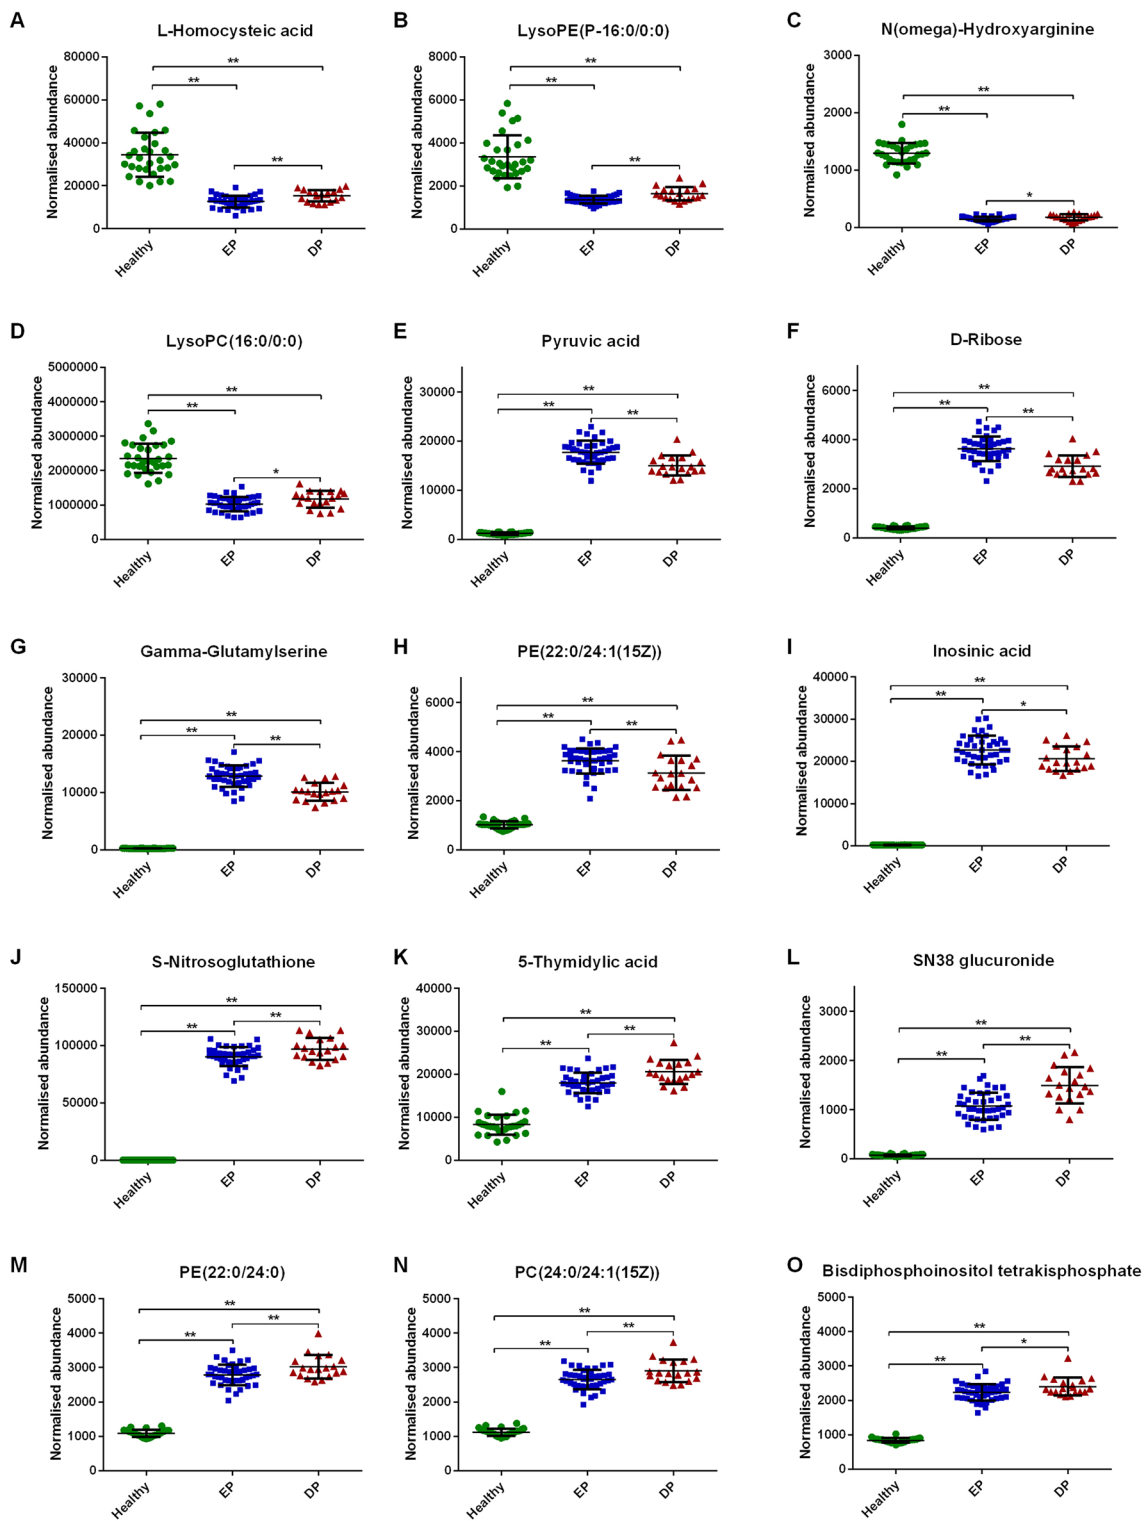 A
L-Homocysteic acid
Normalised abundance
80000
60000
40000
20000
0
**
**
**
Healthy
EP
DP
B
LysoPE(P-16:0/0:0)
Normalised abundance
8000
6000
4000
2000
0
**
**
**
Healthy
EP
DP
C
N(omega)-Hydroxyarginine
Normalised abundance
3000
2000
1000
0
**
**
*
Healthy
EP
DP
D
LysoPC(16:0/0:0)
Normalised abundance
5000000
4000000
3000000
2000000
1000000
0
**
**
*
Healthy
EP
DP
E
Pyruvic acid
Normalised abundance
30000
20000
10000
0
**
**
**
Healthy
EP
DP
F
D-Ribose
Normalised abundance
6000
4000
2000
0
**
**
**
Healthy
EP
DP
G
Gamma-Glutamylserine
Normalised abundance
30000
20000
10000
0
**
**
**
Healthy
EP
DP
H
PE(22:0/24:1(15Z))
Normalised abundance
6000
4000
2000
0
**
**
**
Healthy
EP
DP
I
Inosinic acid
Normalised abundance
40000
30000
20000
10000
0
**
**
*
Healthy
EP
DP
J
S-Nitrosoglutathione
Normalised abundance
150000
100000
50000
0
**
**
**
Healthy
EP
DP
K
5-Thymidylic acid
Normalised abundance
40000
30000
20000
10000
0
**
**
**
Healthy
EP
DP
L
SN38 glucuronide
Normalised abundance
3000
2000
1000
0
**
**
**
Healthy
EP
DP
M
PE(22:0/24:0)
Normalised abundance
5000
4000
3000
2000
1000
0
**
**
**
Healthy
EP
DP
N
PC(24:0/24:1(15Z))
Normalised abundance
5000
4000
3000
2000
1000
0
**
**
**
Healthy
EP
DP
O
Bisdiphosphoinositol tetrakisphosphate
Normalised abundance
5000
4000
3000
2000
1000
0
**
**
*
Healthy
EP
DP